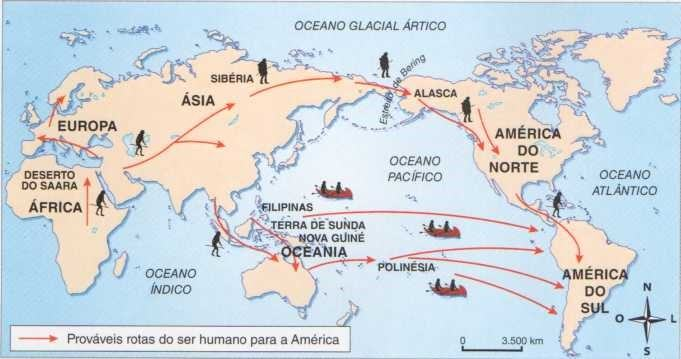 OCEANO GLACIAL ÁRTICO
SIBÉRIA
Estreito de Bering
ALASCA
ÁSIA
EUROPA
AMÉRICA
DO
NORTE
OCEANO
PACÍFICO
OCEANO
ATLÂNTICO
DESERTO
DO SAARA
ÁFRICA
FILIPINAS
TERRA DE SUNDA
NOVA GUINÉ
OCEANIA
POLINÉSIA
OCEANO
ÍNDICO
AMÉRICA
DO
SUL
N
O
L
S
Prováveis rotas do ser humano para a América
0 3.500 km